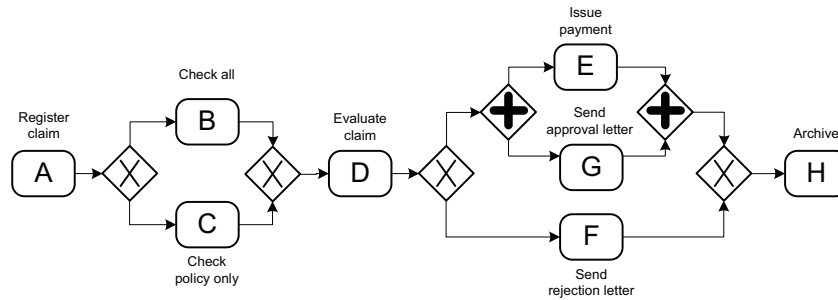 Register
claim
A
Check all
B
C
Check
policy only
Evaluate
claim
D
Issue
payment
E
Send
approval letter
G
F
Send
rejection letter
Archive
H